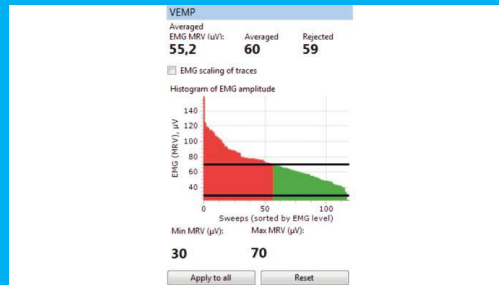 VEMP
Averaged
EMG MRV (uV): Averaged Rejected
55,2 60 59
EMG scaling of traces
Histogram of EMG amplitude
140
120
100
80
60
40
EMG (MRV), µV
0 50 100
Sweeps (sorted by EMG level)
Min MRV (µV): Max MRV (µV):
30 70
Apply to all Reset